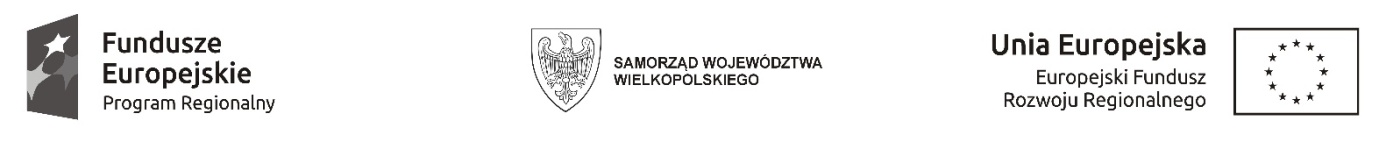 Fundusze
Europejskie
Program Regionalny
SAMORZĄD WOJEWÓDZTWA
WIELKOPOLSKIEGO
Unia Europejska
Europejski Fundusz
Rozwoju Regionalnego